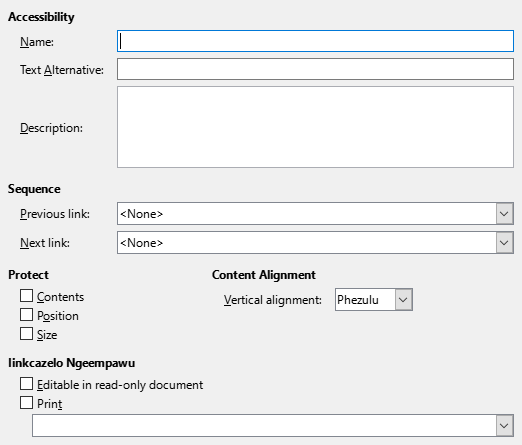 Accessibility
Name:
Text Alternative:
Description:
Sequence
Previous link: <None>
Next link: <None>
Protect
Contents
Position
Size
Content Alignment
Vertical alignment: Phezulu
Iinkcazelo Ngeempawu
Editable in read-only document
Print